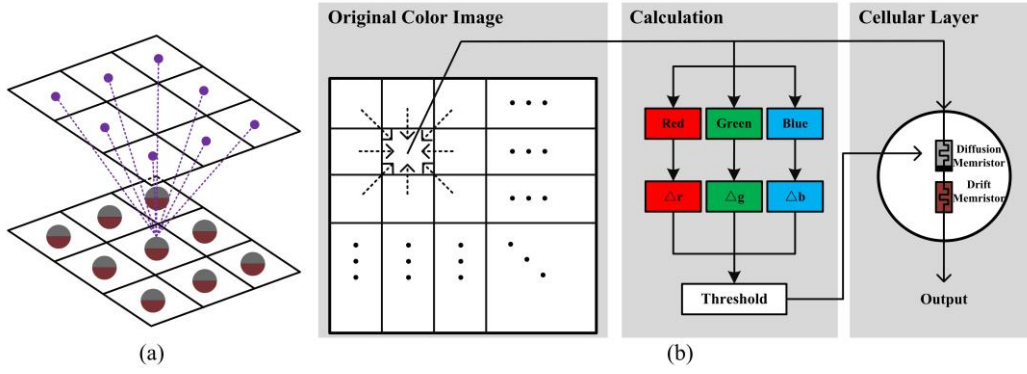 Original Color Image
Calculation
Cellular Layer
Red
Green
Blue
Diffusion
Memristor
Drift
Memristor
△r
△g
△b
Threshold
Output
(a)
(b)